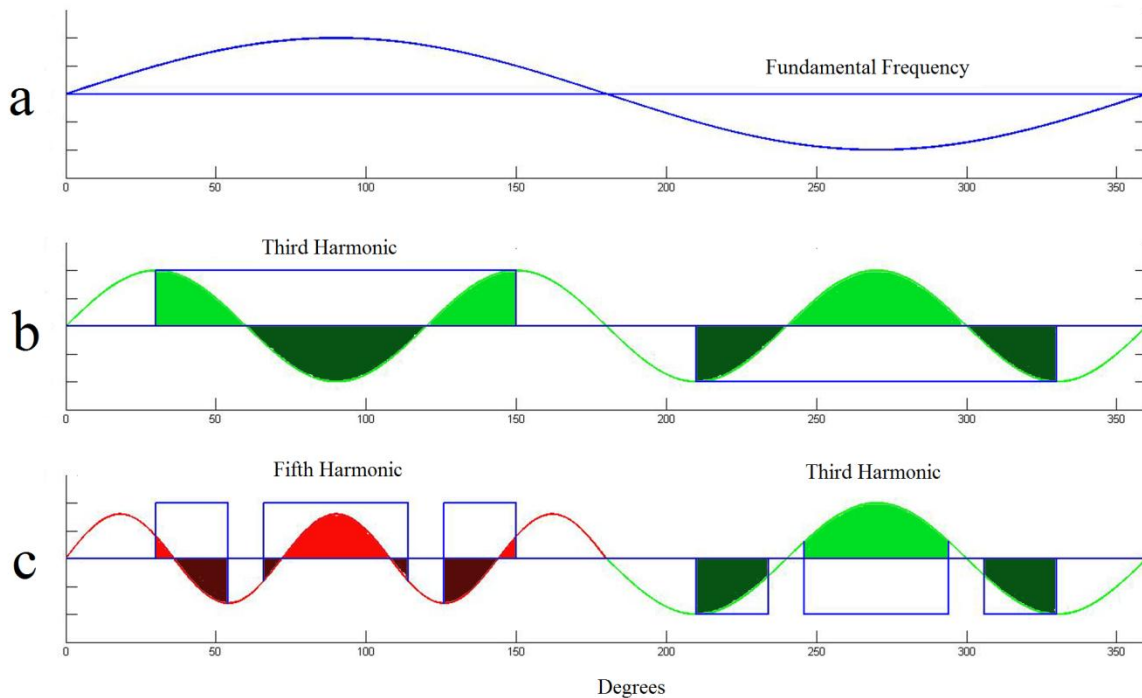 Fundamental Frequency
a
0 50 100 150 200 250 300 350
Third Harmonic
b
0 50 100 150 200 250 300 350
Fifth Harmonic Third Harmonic
c
0 50 100 150 200 250 300 350
Degrees